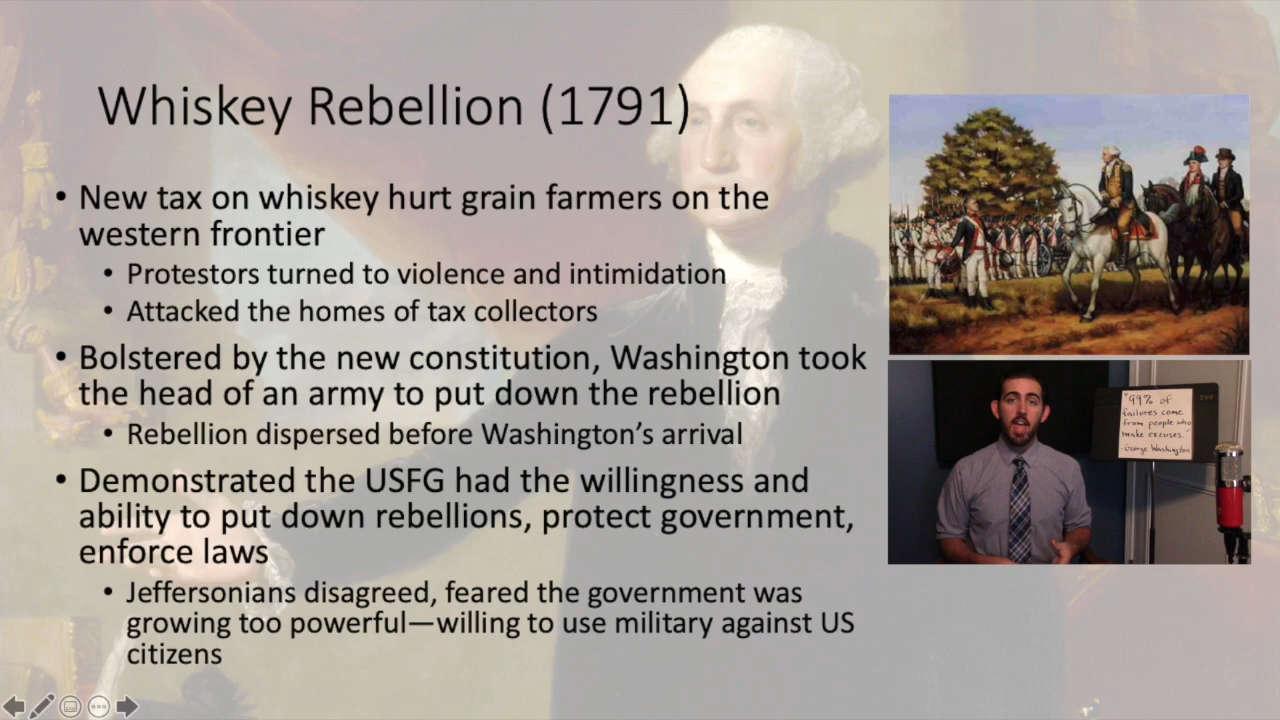 Whiskey Rebellion (1791)
• New tax on whiskey hurt grain farmers on the
western frontier
• Protestors turned to violence and intimidation
• Attacked the homes of tax collectors
• Bolstered by the new constitution, Washington took
the head of an army to put down the rebellion
• Rebellion dispersed before Washington’s arrival
• Demonstrated the USFG had the willingness and
ability to put down rebellions, protect government,
enforce laws
• Jeffersonians disagreed, feared the government was
growing too powerful—willing to use military against US
citizens
"99% of
failures come
from people who
make excuses."
-George Washington